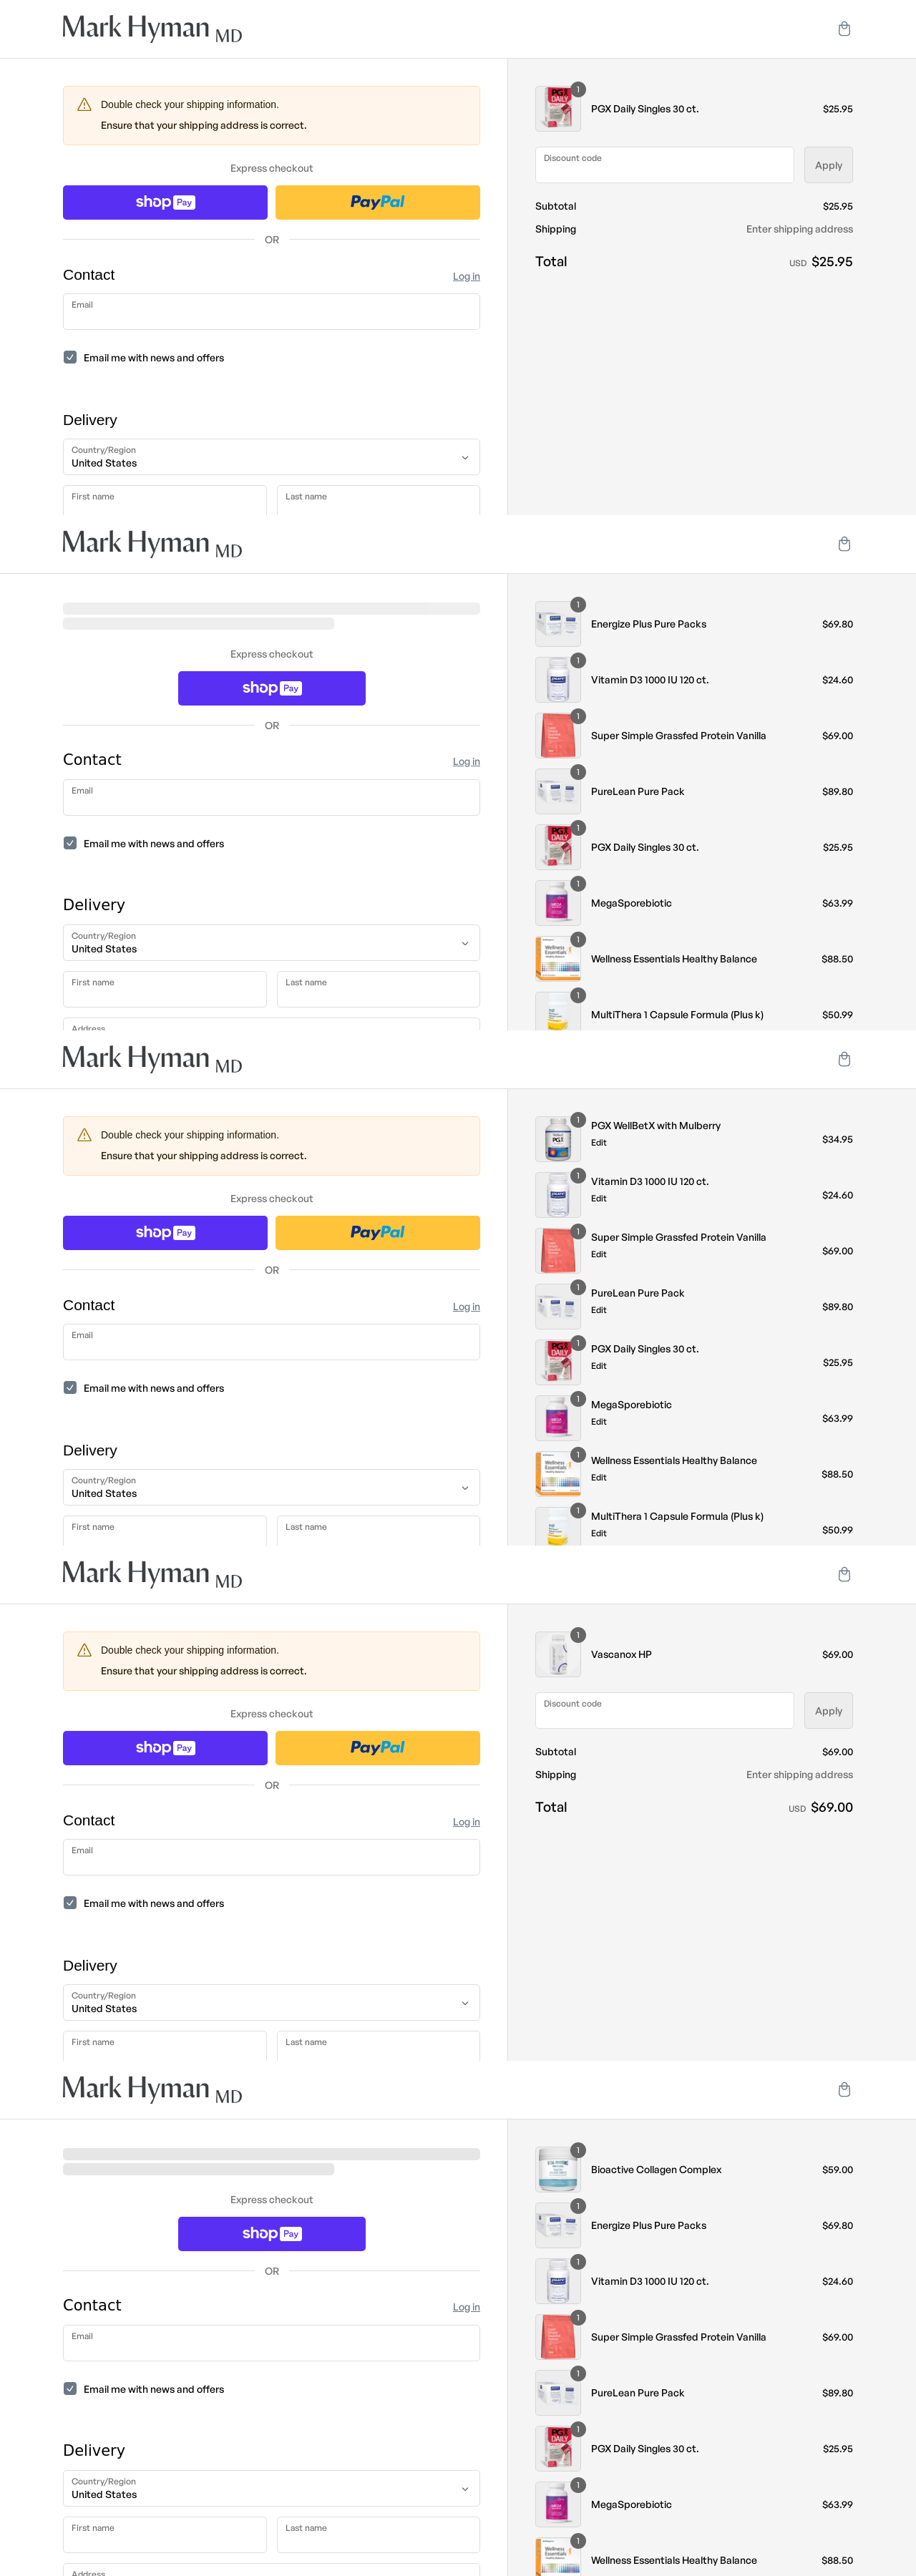 Mark Hyman MD
Double check your shipping information.
Ensure that your shipping address is correct.
Express checkout
shop Pay
PayPal
OR
Contact
Log in
Email
Email me with news and offers
Delivery
Country/Region
United States
First name
Last name
PGX DAILY
1
PGX Daily Singles 30 ct.
$25.95
Discount code
Apply
Subtotal
$25.95
Shipping
Enter shipping address
Total
USD $25.95
Mark Hyman MD
Express checkout
shop Pay
OR
Contact
Log in
Email
Email me with news and offers
Delivery
Country/Region
United States
First name
Last name
Address
1
Energize Plus Pure Packs
$69.80
1
Vitamin D3 1000 IU 120 ct.
$24.60
1
Super Simple Grassfed Protein Vanilla
$69.00
1
PureLean Pure Pack
$89.80
PGX DAILY
1
PGX Daily Singles 30 ct.
$25.95
1
MegaSporebiotic
$63.99
Wellness Essentials
1
Wellness Essentials Healthy Balance
$88.50
1
MultiThera 1 Capsule Formula (Plus k)
$50.99
Mark Hyman MD
Double check your shipping information.
Ensure that your shipping address is correct.
Express checkout
shop Pay
PayPal
OR
Contact
Log in
Email
Email me with news and offers
Delivery
Country/Region
United States
First name
Last name
PGX
1
PGX WellBetX with Mulberry
Edit
$34.95
1
Vitamin D3 1000 IU 120 ct.
Edit
$24.60
1
Super Simple Grassfed Protein Vanilla
Edit
$69.00
1
PureLean Pure Pack
Edit
$89.80
PGX DAILY
1
PGX Daily Singles 30 ct.
Edit
$25.95
1
MegaSporebiotic
Edit
$63.99
Wellness Essentials
1
Wellness Essentials Healthy Balance
Edit
$88.50
1
MultiThera 1 Capsule Formula (Plus k)
Edit
$50.99
Mark Hyman MD
Double check your shipping information.
Ensure that your shipping address is correct.
Express checkout
shop Pay
PayPal
OR
Contact
Log in
Email
Email me with news and offers
Delivery
Country/Region
United States
First name
Last name
1
Vascanox HP
$69.00
Discount code
Apply
Subtotal
$69.00
Shipping
Enter shipping address
Total
USD $69.00
Mark Hyman MD
Express checkout
shop Pay
OR
Contact
Log in
Email
Email me with news and offers
Delivery
Country/Region
United States
First name
Last name
Address
1
Bioactive Collagen Complex
$59.00
1
Energize Plus Pure Packs
$69.80
1
Vitamin D3 1000 IU 120 ct.
$24.60
1
Super Simple Grassfed Protein Vanilla
$69.00
1
PureLean Pure Pack
$89.80
PGX DAILY
1
PGX Daily Singles 30 ct.
$25.95
1
MegaSporebiotic
$63.99
Wellness Essentials
1
Wellness Essentials Healthy Balance
$88.50